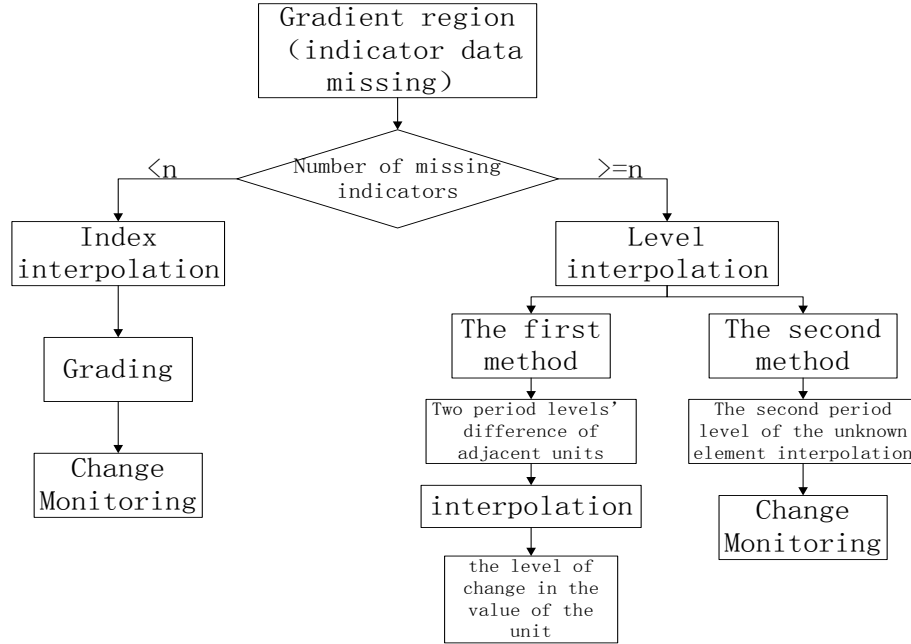 Gradient region
（indicator data
missing）
Number of missing
indicators
<n
>=n
Index
interpolation
Level
interpolation
Grading
Change
Monitoring
The first
method
The second
method
Two period levels’
difference of
adjacent units
The second period
level of the unknown
element interpolation
interpolation
Change
Monitoring
the level of
change in the
value of the
unit